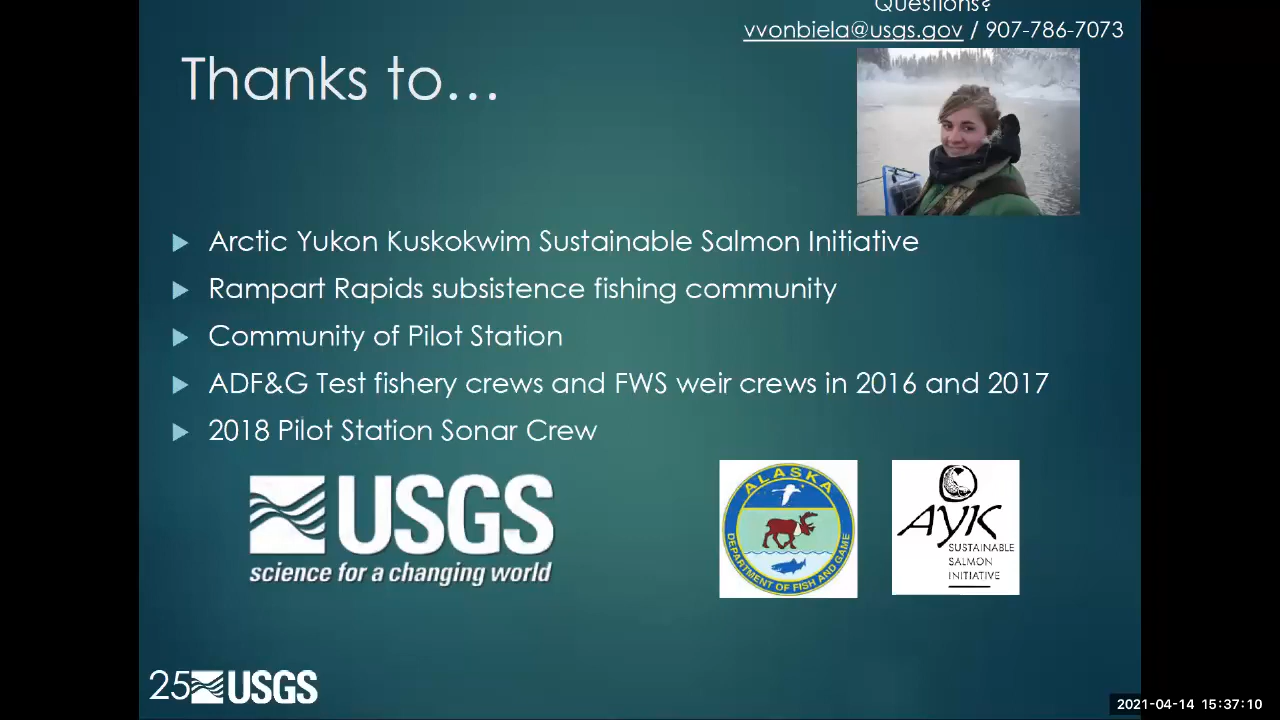 Questions?
vvonbiela@usgs.gov / 907-786-7073
Thanks to...
Arctic Yukon Kuskokwim Sustainable Salmon Initiative
Rampart Rapids subsistence fishing community
Community of Pilot Station
ADF&G Test fishery crews and FWS weir crews in 2016 and 2017
2018 Pilot Station Sonar Crew
USGS
science for a changing world
ALASKA
DEPARTMENT OF FISH AND GAME
AYK
SUSTAINABLE
SALMON
INITIATIVE
25 USGS
2021-04-14 15:37:10